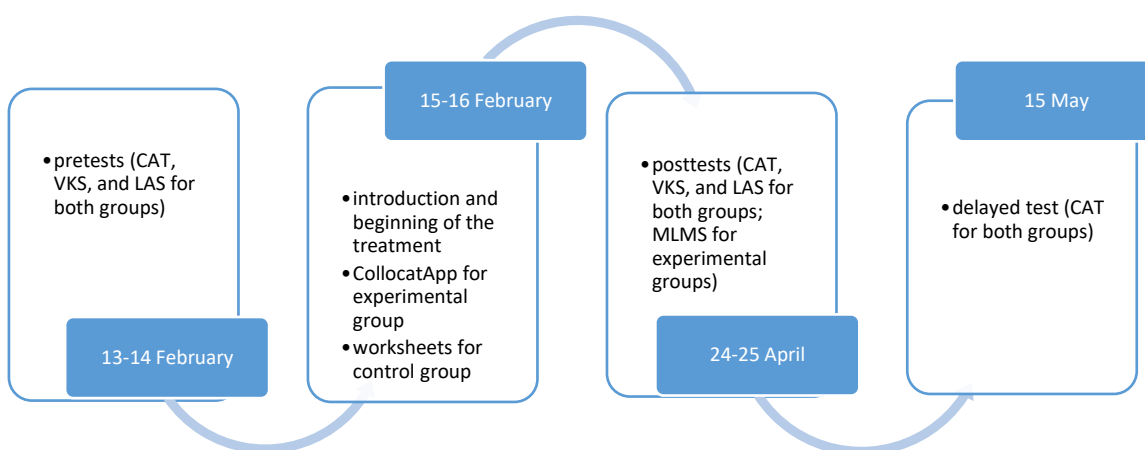 •pretests (CAT,
VKS, and LAS for
both groups)
13-14 February
15-16 February
•introduction and
beginning of the
treatment
•CollocatApp for
experimental
group
•worksheets for
control group
•posttests (CAT,
VKS, and LAS for
both groups;
MLMS for
experimental
groups)
24-25 April
15 May
•delayed test (CAT
for both groups)